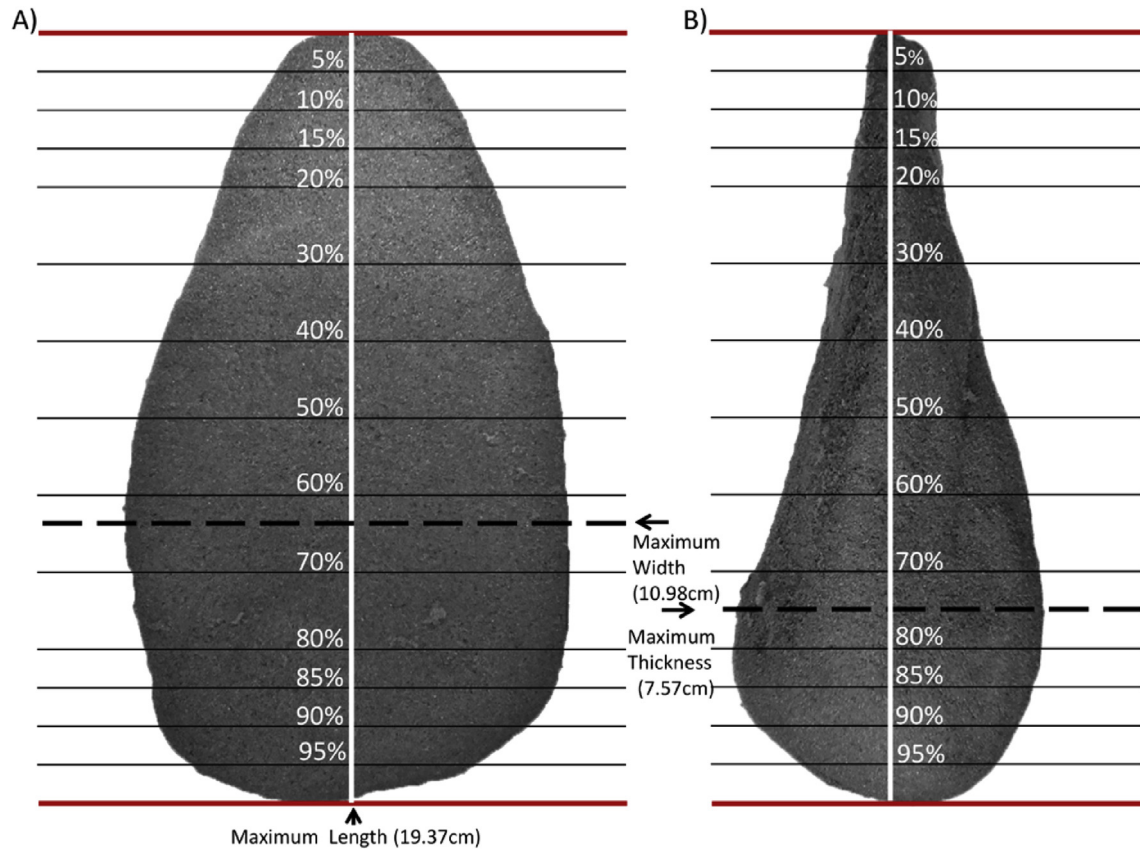 A)
5%
10%
15%
20%
30%
40%
50%
60%
70%
80%
85%
90%
95%
Maximum Length (19.37cm)
Maximum
Width
(10.98cm)
Maximum
Thickness
(7.57cm)
B)
5%
10%
15%
20%
30%
40%
50%
60%
70%
80%
85%
90%
95%